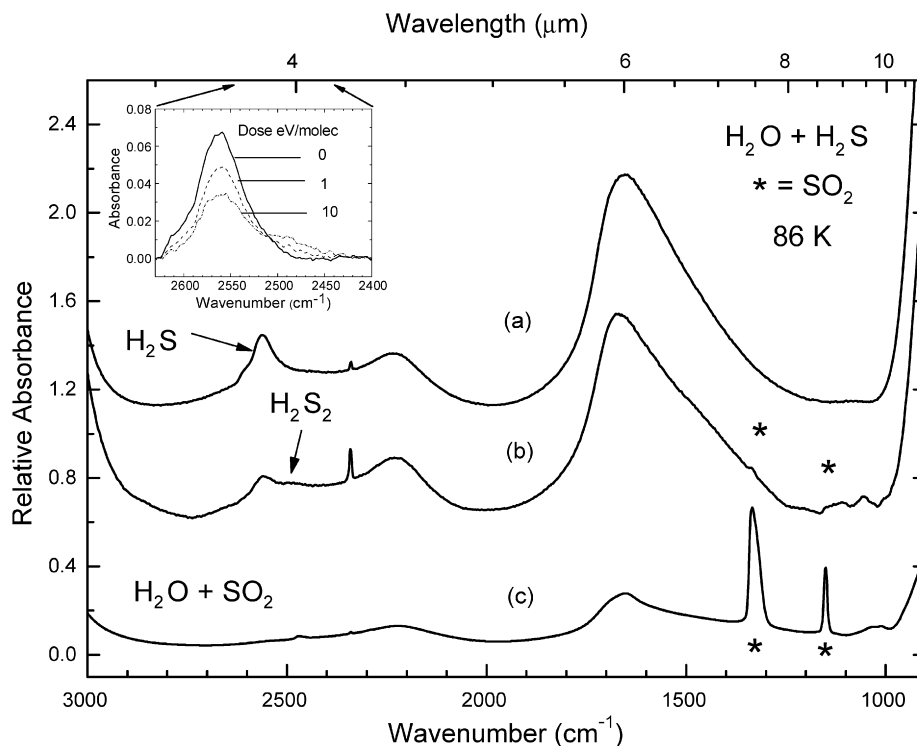 Wavelength (μm)
4
6
8
10
2.4
2.0
1.6
1.2
0.8
0.4
0.0
Relative Absorbance
0.08
0.06
0.04
0.02
0.00
Absorbance
Dose eV/molec
0
1
10
2600
2550
2500
2450
2400
Wavenumber (cm⁻¹)
H₂O + H₂S
* = SO₂
86 K
(a)
H₂S
H₂S₂
(b)
*
*
H₂O + SO₂
(c)
*
*
3000
2500
2000
1500
1000
Wavenumber (cm⁻¹)